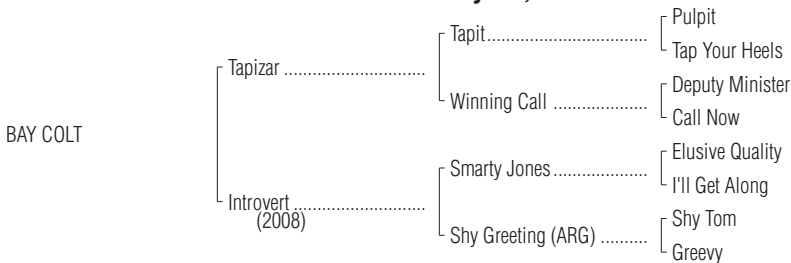 Pulpit
Tapit..................................
Tap Your Heels
Tapizar ..............................
Deputy Minister
Winning Call ....................
Call Now
BAY COLT
Elusive Quality
Smarty Jones....................
I'll Get Along
Introvert ............................
(2008)
Shy Tom
Shy Greeting (ARG) ..........
Greevy